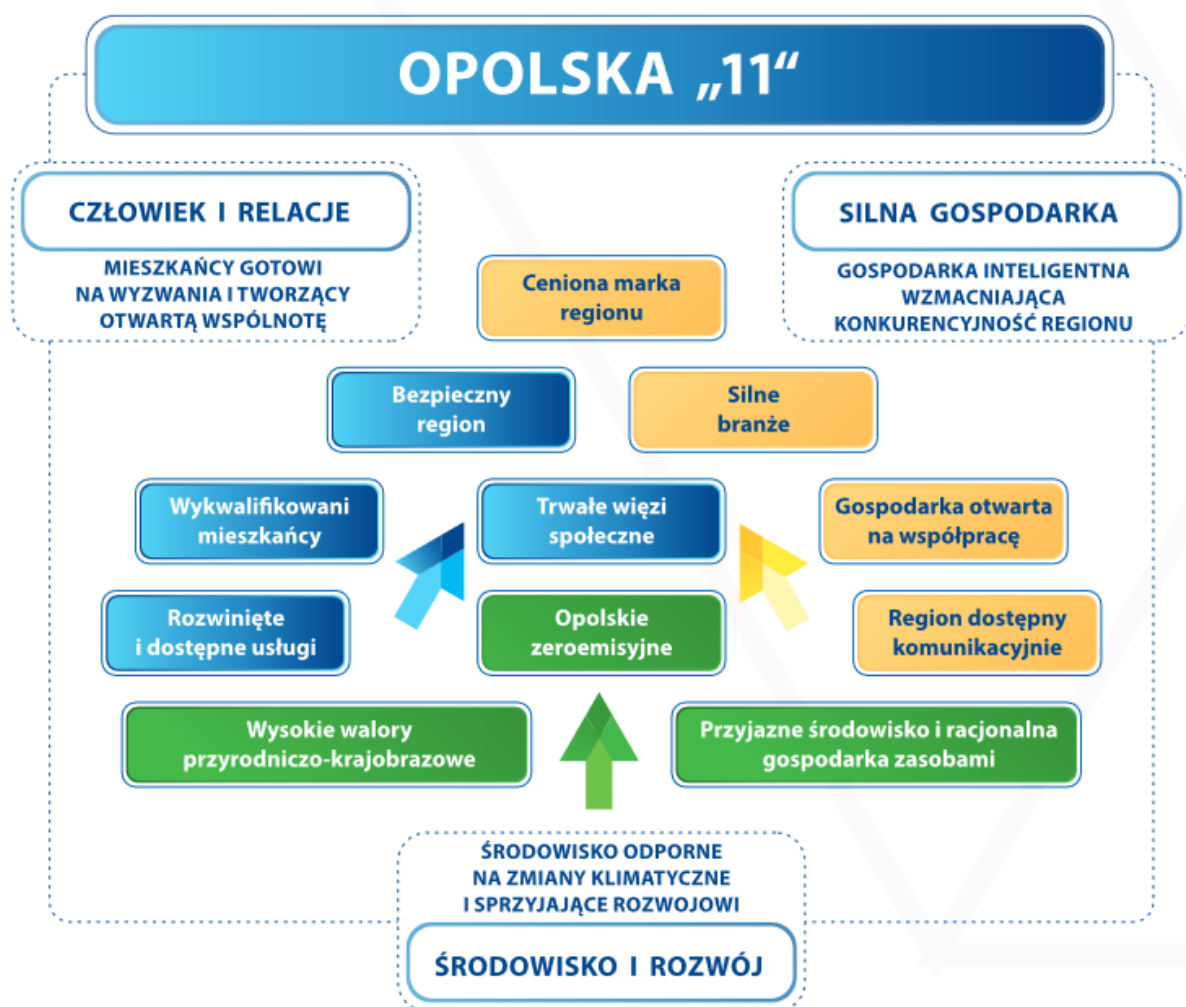 OPOLSKA „11“
CZŁOWIEK I RELACJE
MIESZKAŃCY GOTOWI
NA WYZWANIA I TWORZĄCY
OTWARTĄ WSPÓLNOTĘ
SILNA GOSPODARKA
GOSPODARKA INTELIGENTNA
WZMACNIAJĄCA
KONKURENCYJNOŚĆ REGIONU
Ceniona marka
regionu
Bezpieczny
region
Silne
branże
Wykwalifikowani
mieszkańcy
Trwałe więzi
społeczne
Gospodarka otwarta
na współpracę
Rozwinięte
i dostępne usługi
Opolskie
zeroemisyjne
Region dostępny
komunikacyjnie
Wysokie walory
przyrodniczo-krajobrazowe
Przyjazne środowisko i racjonalna
gospodarka zasobami
ŚRODOWISKO ODPORNE
NA ZMIANY KLIMATYCZNE
I SPRZYJAJĄCE ROZWOJOWI
ŚRODOWISKO I ROZWÓJ